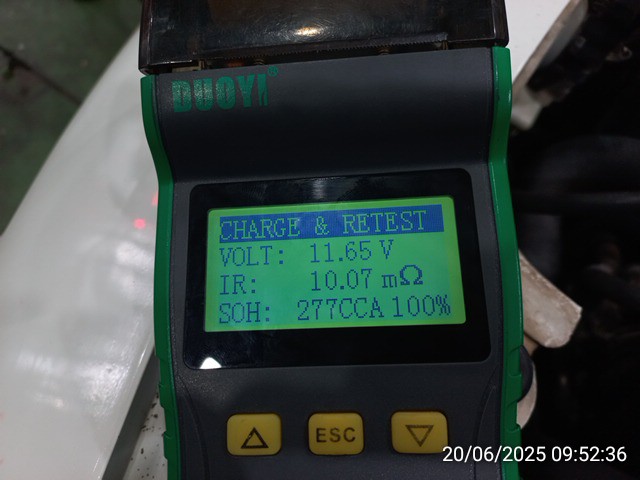 DUOYI®
CHARGE & RETEST
VOLT: 11.65 V
IR: 10.07 mΩ
SOH: 277CCA 100%
ESC
20/06/2025 09:52:36